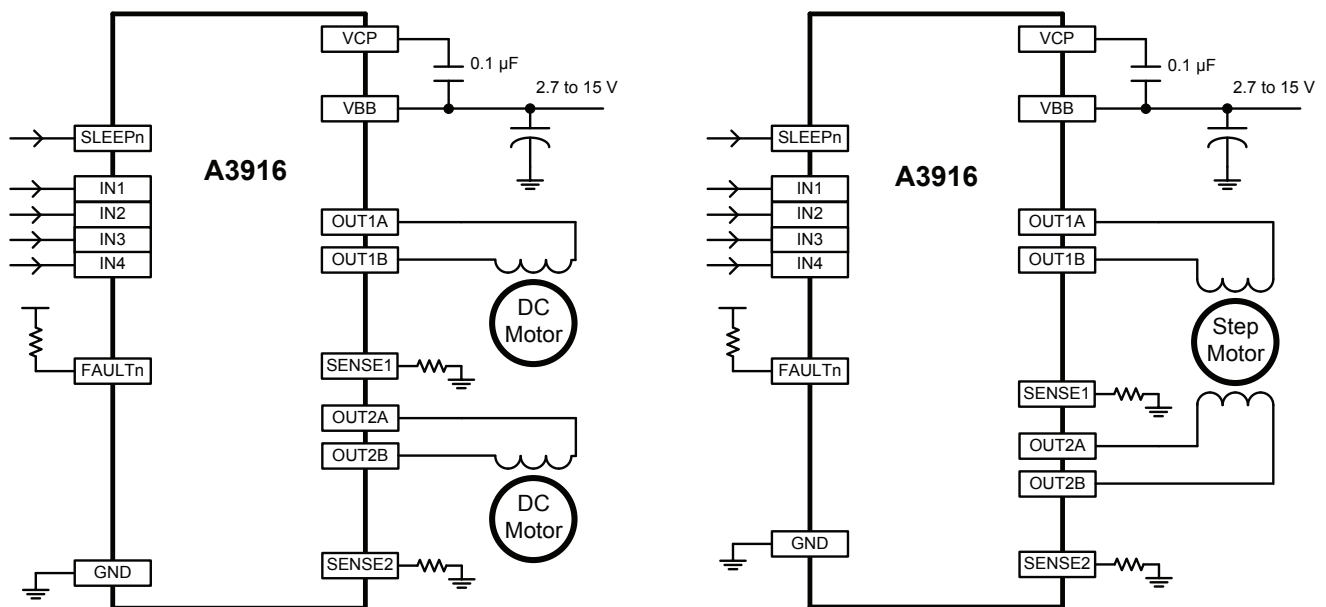 VCP
0.1 µF
2.7 to 15 V
VBB
SLEEPn
A3916
IN1
IN2
IN3
IN4
OUT1A
OUT1B
DC
Motor
FAULTn
SENSE1
OUT2A
OUT2B
DC
Motor
GND
SENSE2
VCP
0.1 µF
2.7 to 15 V
VBB
SLEEPn
A3916
IN1
IN2
IN3
IN4
OUT1A
OUT1B
Step
Motor
FAULTn
SENSE1
OUT2A
OUT2B
GND
SENSE2